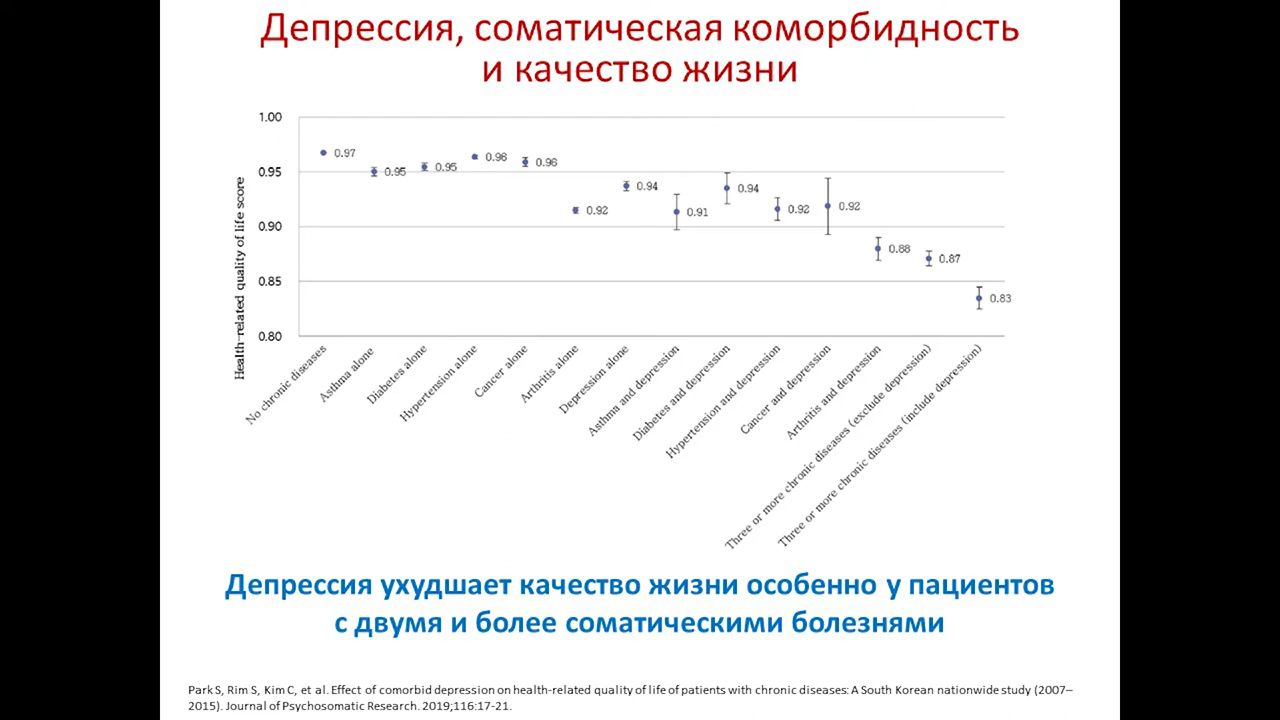 Депрессия, соматическая коморбидность
и качество жизни
Health-related quality of life score
1.00
0.95
0.90
0.85
0.80
0.97
0.95
0.95
0.96
0.96
0.92
0.94
0.91
0.94
0.92
0.92
0.88
0.87
0.83
No chronic diseases
Asthma alone
Diabetes alone
Hypertension alone
Cancer alone
Arthritis alone
Depression alone
Asthma and depression
Diabetes and depression
Hypertension and depression
Cancer and depression
Arthritis and depression
Three or more chronic diseases (exclude depression)
Three or more chronic diseases (include depression)
Депрессия ухудшает качество жизни особенно у пациентов
с двумя и более соматическими болезнями
Park S, Rim S, Kim C, et al. Effect of comorbid depression on health-related quality of life of patients with chronic diseases: A South Korean nationwide study (2007–
2015). Journal of Psychosomatic Research. 2019;116:17-21.